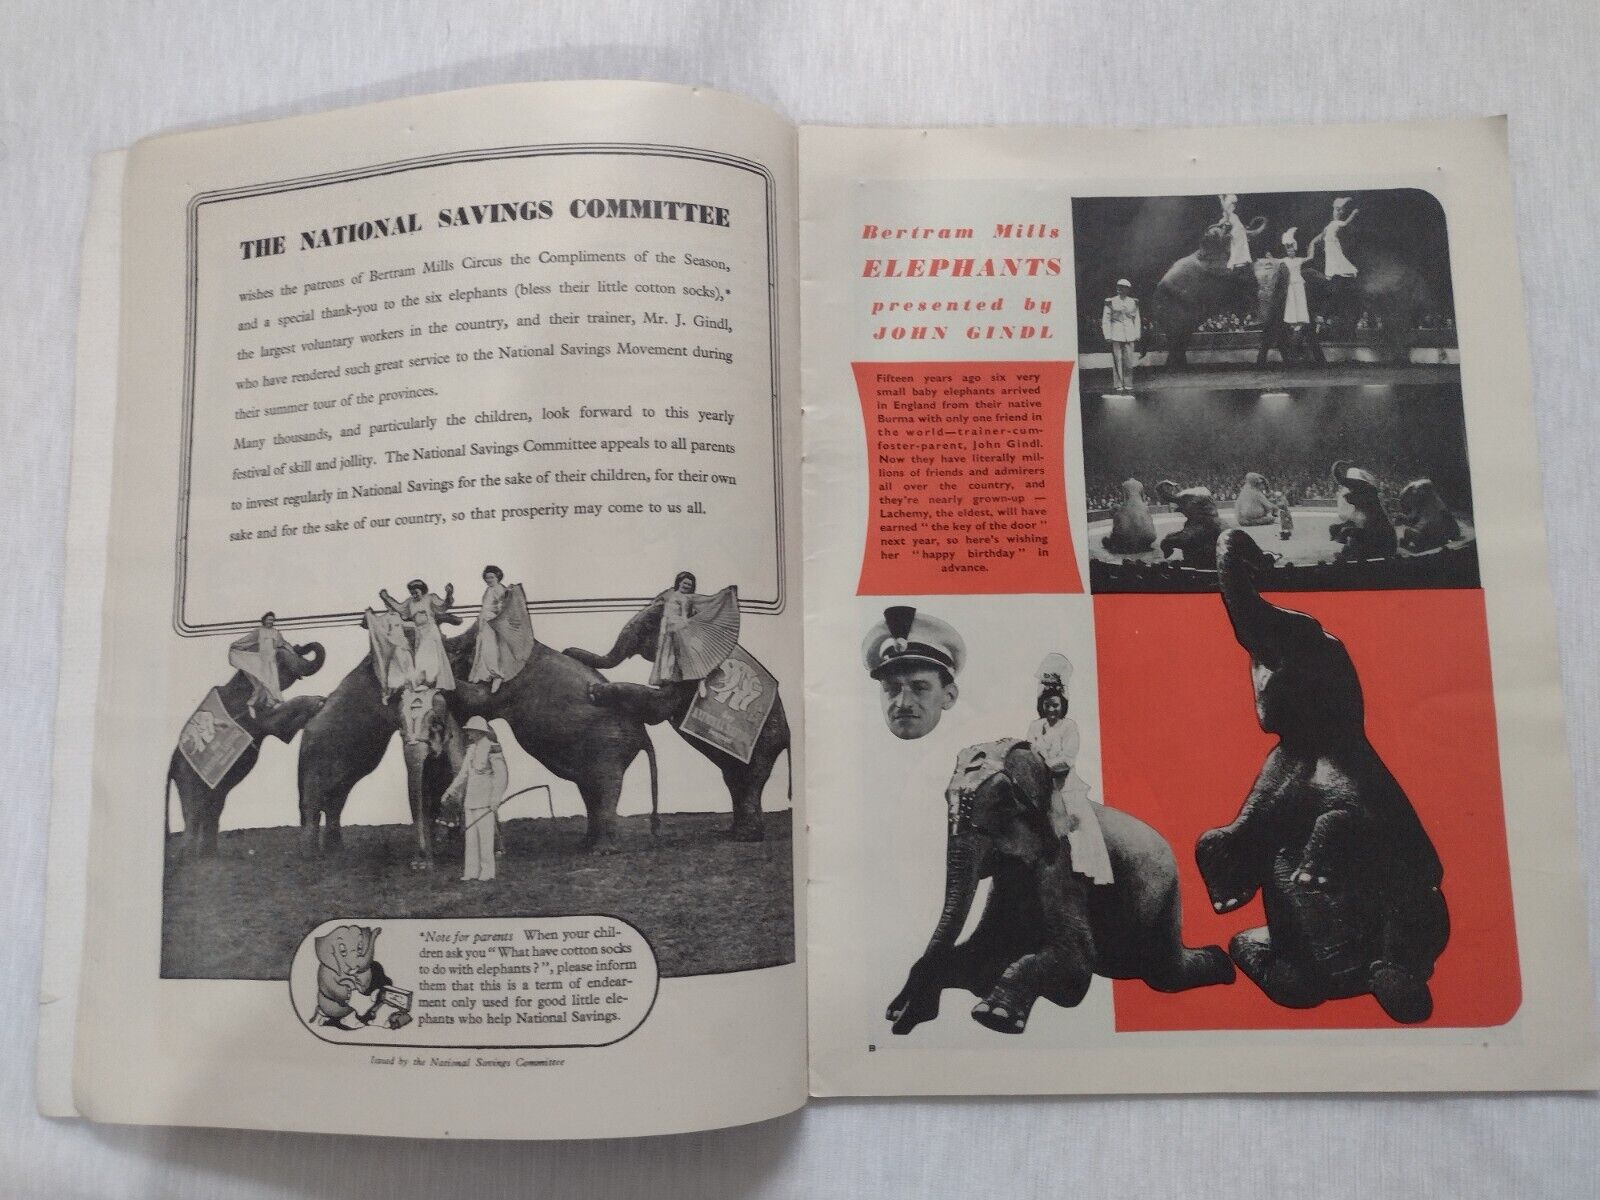 THE NATIONAL SAVINGS COMMITTEE
wishes the patrons of Bertram Mills Circus the Compliments of the Season,
and a special thank-you to the six elephants (bless their little cotton socks),*
the largest voluntary workers in the country, and their trainer, Mr. J. Gindl,
who have rendered such great service to the National Savings Movement during
their summer tour of the provinces.
Many thousands, and particularly the children, look forward to this yearly
festival of skill and jollity. The National Savings Committee appeals to all parents
to invest regularly in National Savings for the sake of their children, for their own
sake and for the sake of our country, so that prosperity may come to us all.
*Note for parents When your chil-
dren ask you "What have cotton socks
to do with elephants?", please inform
them that this is a term of endear-
ment only used for good little ele-
phants who help National Savings.
Issued by the National Savings Committee
Bertram Mills
ELEPHANTS
presented by
JOHN GINDL
Fifteen years ago six very
small baby elephants arrived
in England from their native
Burma with only one friend in
the world—trainer-cum-
foster-parent, John Gindl.
Now they have literally mil-
lions of friends and admirers
all over the country, and
they're nearly grown-up —
Lachemy, the eldest, will have
earned "the key of the door"
next year, so here's wishing
her "happy birthday" in
advance.
B